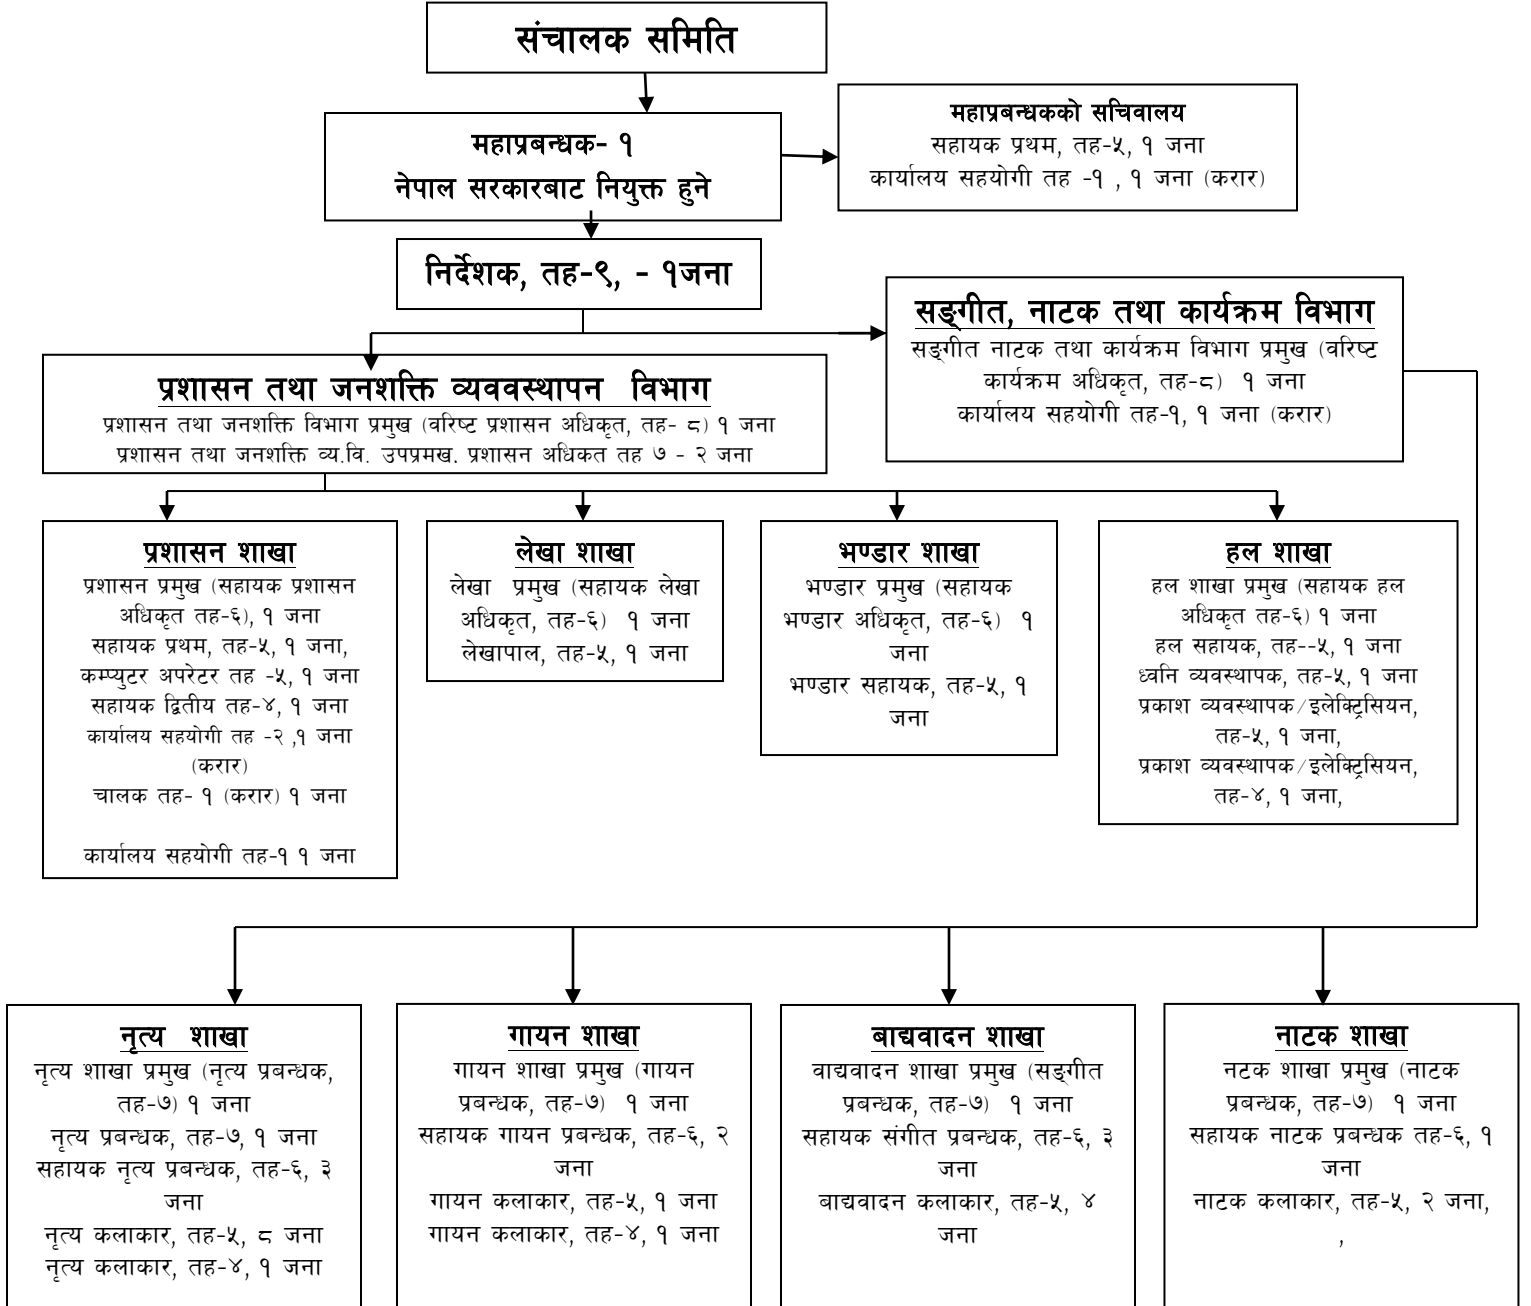 संचालक समिति
महाप्रबन्धक- १
नेपाल सरकारबाट नियुक्त हुने
महाप्रबन्धकको सचिवालय
सहायक प्रथम, तह-५, १ जना
कार्यालय सहयोगी तह -१ , १ जना (करार)
निर्देशक, तह-९, - १जना
सङ्गीत, नाटक तथा कार्यक्रम विभाग
सङ्गीत नाटक तथा कार्यक्रम विभाग प्रमुख (वरिष्ट
कार्यक्रम अधिकृत, तह-८) १ जना
कार्यालय सहयोगी तह-१, १ जना (करार)
प्रशासन तथा जनशक्ति व्यववस्थापन विभाग
प्रशासन तथा जनशक्ति विभाग प्रमुख (वरिष्ट प्रशासन अधिकृत, तह- ८) १ जना
प्रशासन तथा जनशक्ति व्य.वि. उपप्रमख. प्रशासन अधिकत तह ७ - २ जना
प्रशासन शाखा
प्रशासन प्रमुख (सहायक प्रशासन
अधिकृत तह-६), १ जना
सहायक प्रथम, तह-५, १ जना,
कम्प्युटर अपरेटर तह -५, १ जना
सहायक द्वितीय तह-४, १ जना
कार्यालय सहयोगी तह -२ ,१ जना
(करार)
चालक तह- १ (करार) १ जना
कार्यालय सहयोगी तह-१ १ जना
लेखा शाखा
लेखा प्रमुख (सहायक लेखा
अधिकृत, तह-६) १ जना
लेखापाल, तह-५, १ जना
भण्डार शाखा
भण्डार प्रमुख (सहायक
भण्डार अधिकृत, तह-६) १
जना
भण्डार सहायक, तह-५, १
जना
हल शाखा
हल शाखा प्रमुख (सहायक हल
अधिकृत तह-६) १ जना
हल सहायक, तह--५, १ जना
ध्वनि व्यवस्थापक, तह-५, १ जना
प्रकाश व्यवस्थापक/इलेक्ट्रिसियन,
तह-५, १ जना,
प्रकाश व्यवस्थापक/इलेक्ट्रिसियन,
तह-४, १ जना,
नृत्य शाखा
नृत्य शाखा प्रमुख (नृत्य प्रबन्धक,
तह-७) १ जना
नृत्य प्रबन्धक, तह-७, १ जना
सहायक नृत्य प्रबन्धक, तह-६, ३
जना
नृत्य कलाकार, तह-५, ८ जना
नृत्य कलाकार, तह-४, १ जना
गायन शाखा
गायन शाखा प्रमुख (गायन
प्रबन्धक, तह-७) १ जना
सहायक गायन प्रबन्धक, तह-६, २
जना
गायन कलाकार, तह-५, १ जना
गायन कलाकार, तह-४, १ जना
बाद्यवादन शाखा
वाद्यवादन शाखा प्रमुख (सङ्गीत
प्रबन्धक, तह-७) १ जना
सहायक संगीत प्रबन्धक, तह-६, ३
जना
बाद्यवादन कलाकार, तह-५, ४
जना
नाटक शाखा
नटक शाखा प्रमुख (नाटक
प्रबन्धक, तह-७) १ जना
सहायक नाटक प्रबन्धक तह-६, १
जना
नाटक कलाकार, तह-५, २ जना,
,